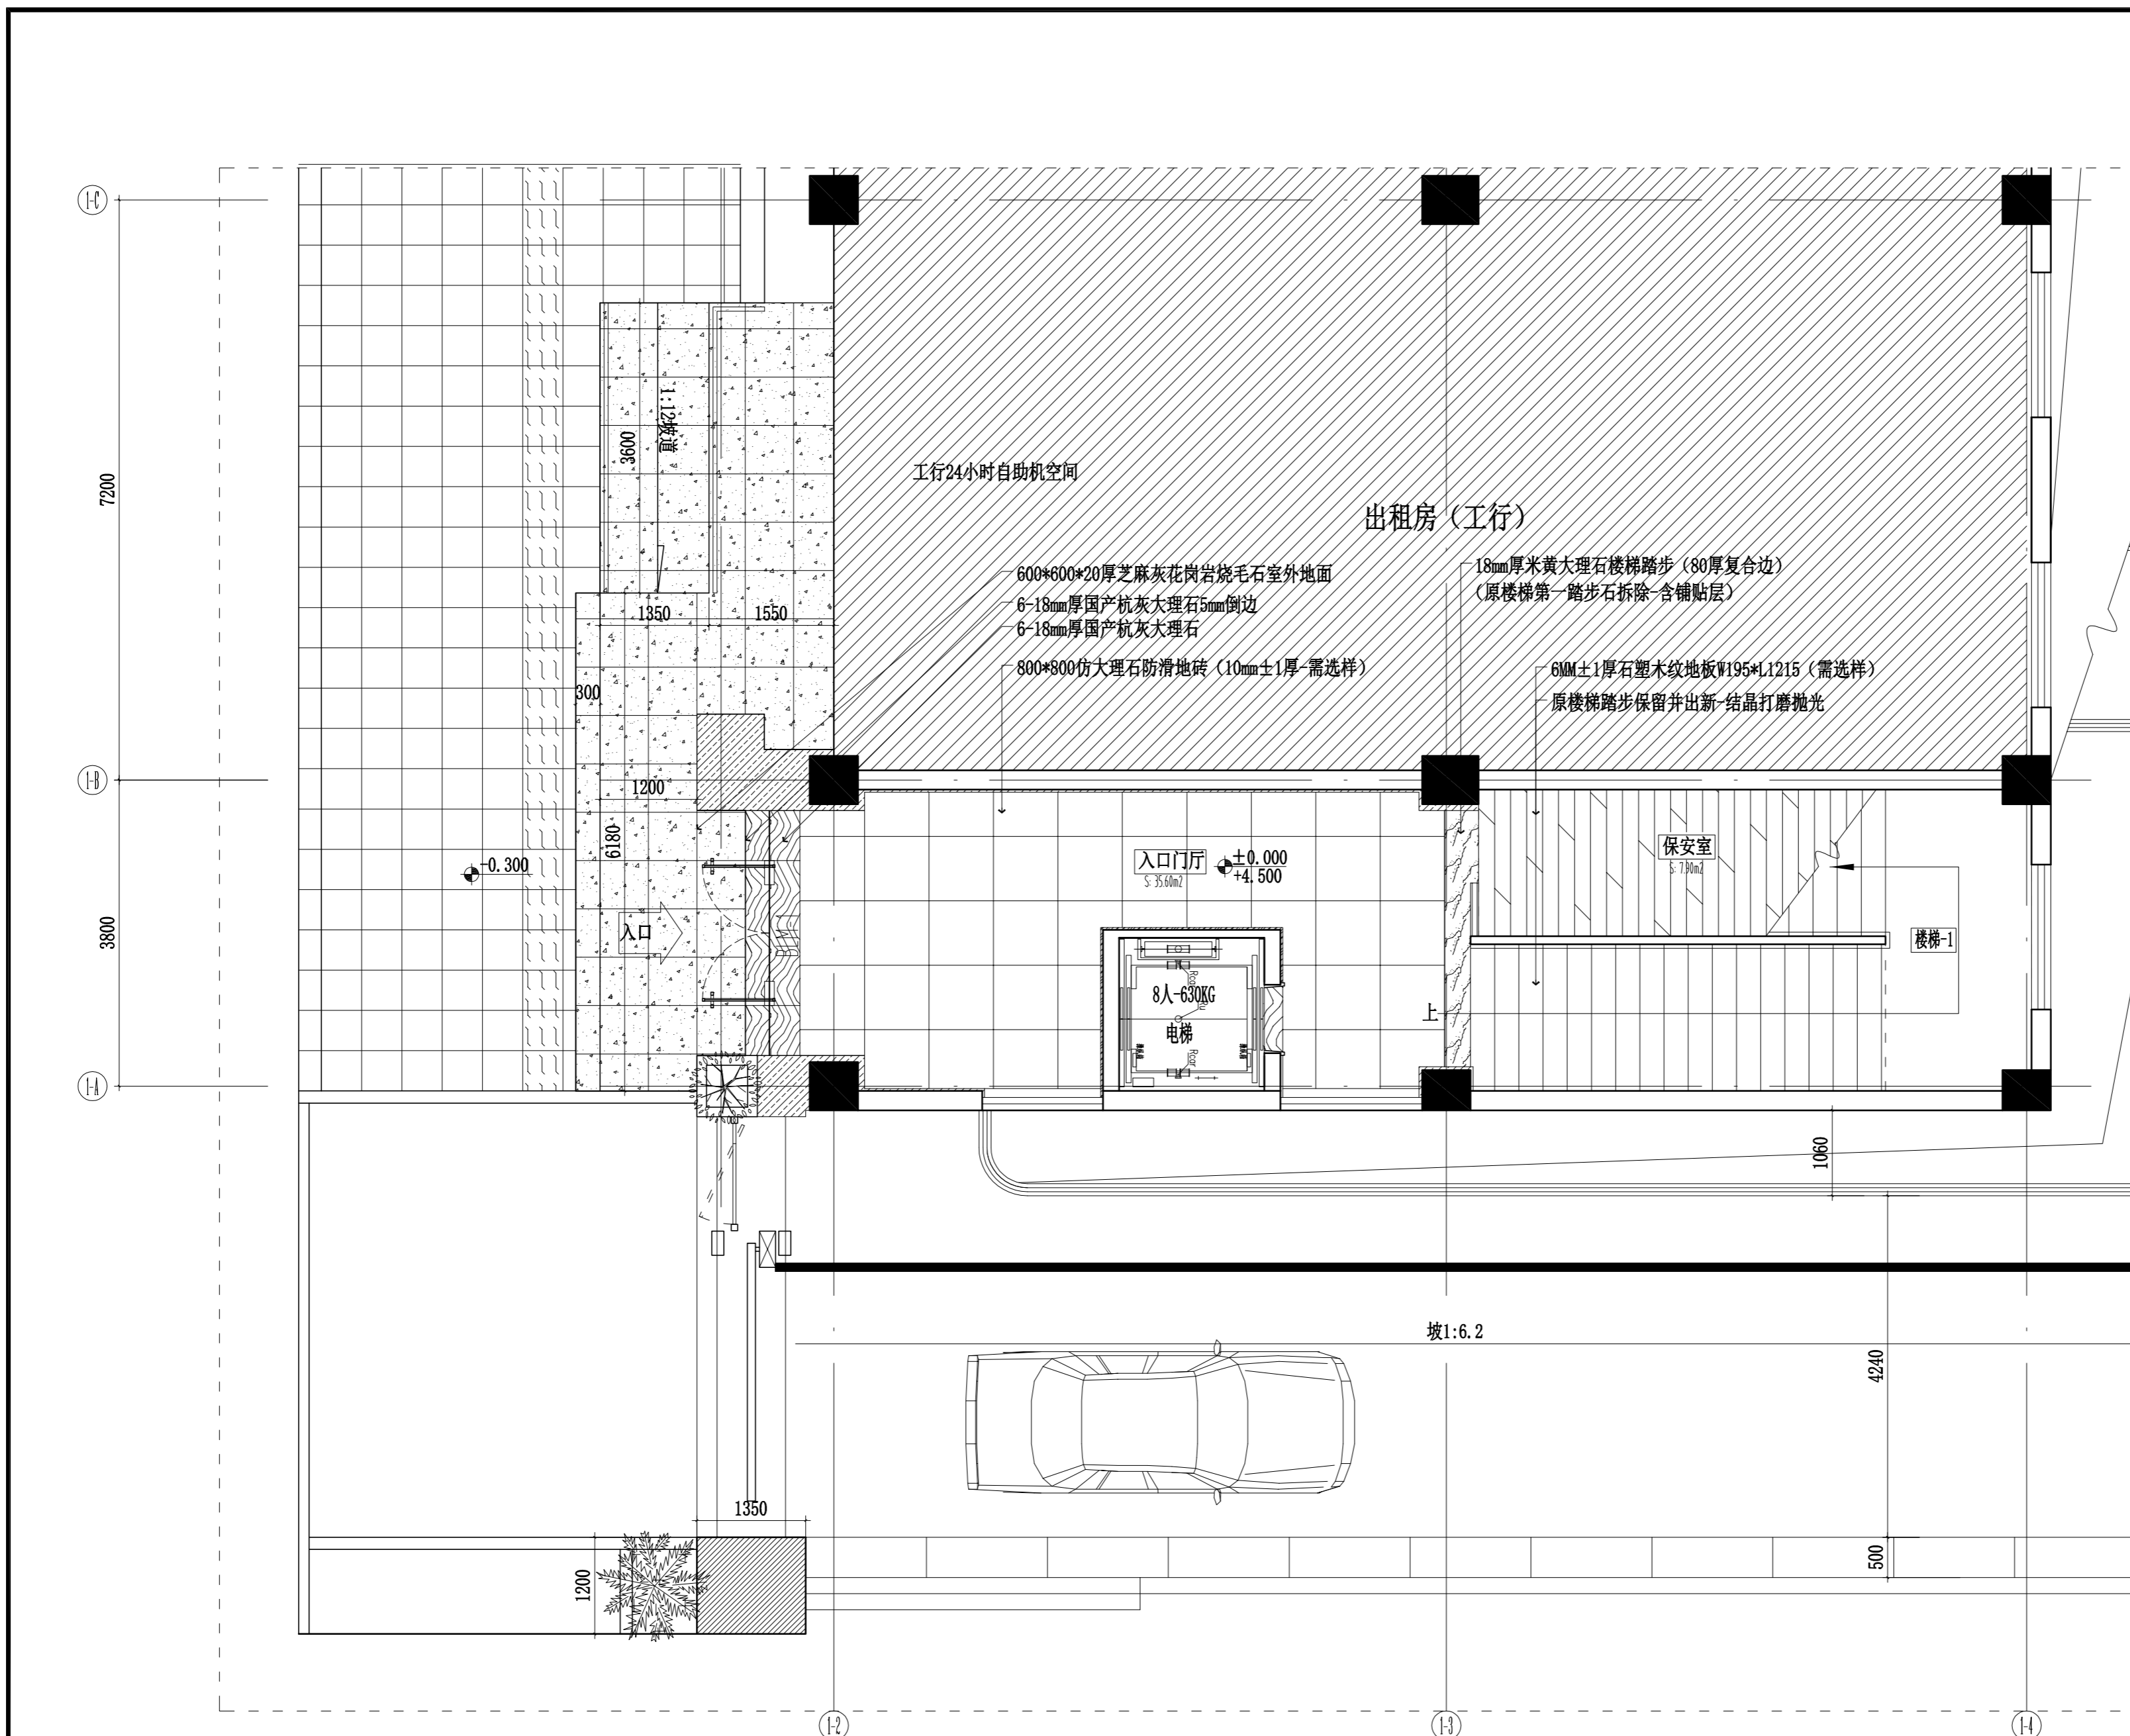 1-C
7200
1:12坡道
3600
工行24小时自助机空间
出租房（工行）
600*600*20厚芝麻灰花岗岩烧毛石室外地面
6-18mm厚国产杭灰大理石5mm倒边
6-18mm厚国产杭灰大理石
800*800仿大理石防滑地砖（10mm±1厚-需选样）
18mm厚米黄大理石楼梯踏步（80厚复合边）
(原楼梯第一踏步石拆除-含铺贴层）
6MM±1厚石塑木纹地板W195*L1215（需选样）
原楼梯踏步保留并出新-结晶打磨抛光
1350
1550
300
1-B
1200
6180
-0.300
入口门厅
S: 35.60m2
±0.000
+4.500
保安室
S: 7.90m2
3800
入口
楼梯-1
8人-630KG
电梯
Rcar
Rcar
上
1-A
1060
坡1:6.2
4240
1350
1200
500
1-2
1-3
1-4